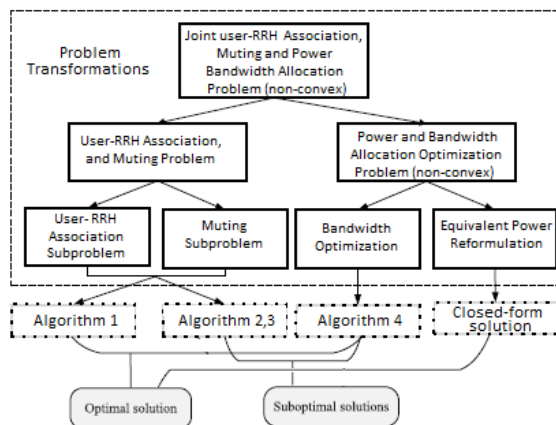 Problem
Transformations
Joint user-RRH Association,
Muting and Power
Bandwidth Allocation
Problem (non-convex)
User-RRH Association,
and Muting Problem
Power and Bandwidth
Allocation Optimization
Problem (non-convex)
User- RRH
Association
Subproblem
Muting
Subproblem
Bandwidth
Optimization
Equivalent Power
Reformulation
Algorithm 1
Algorithm 2,3
Algorithm 4
Closed-form
solution
Optimal solution
Suboptimal solutions